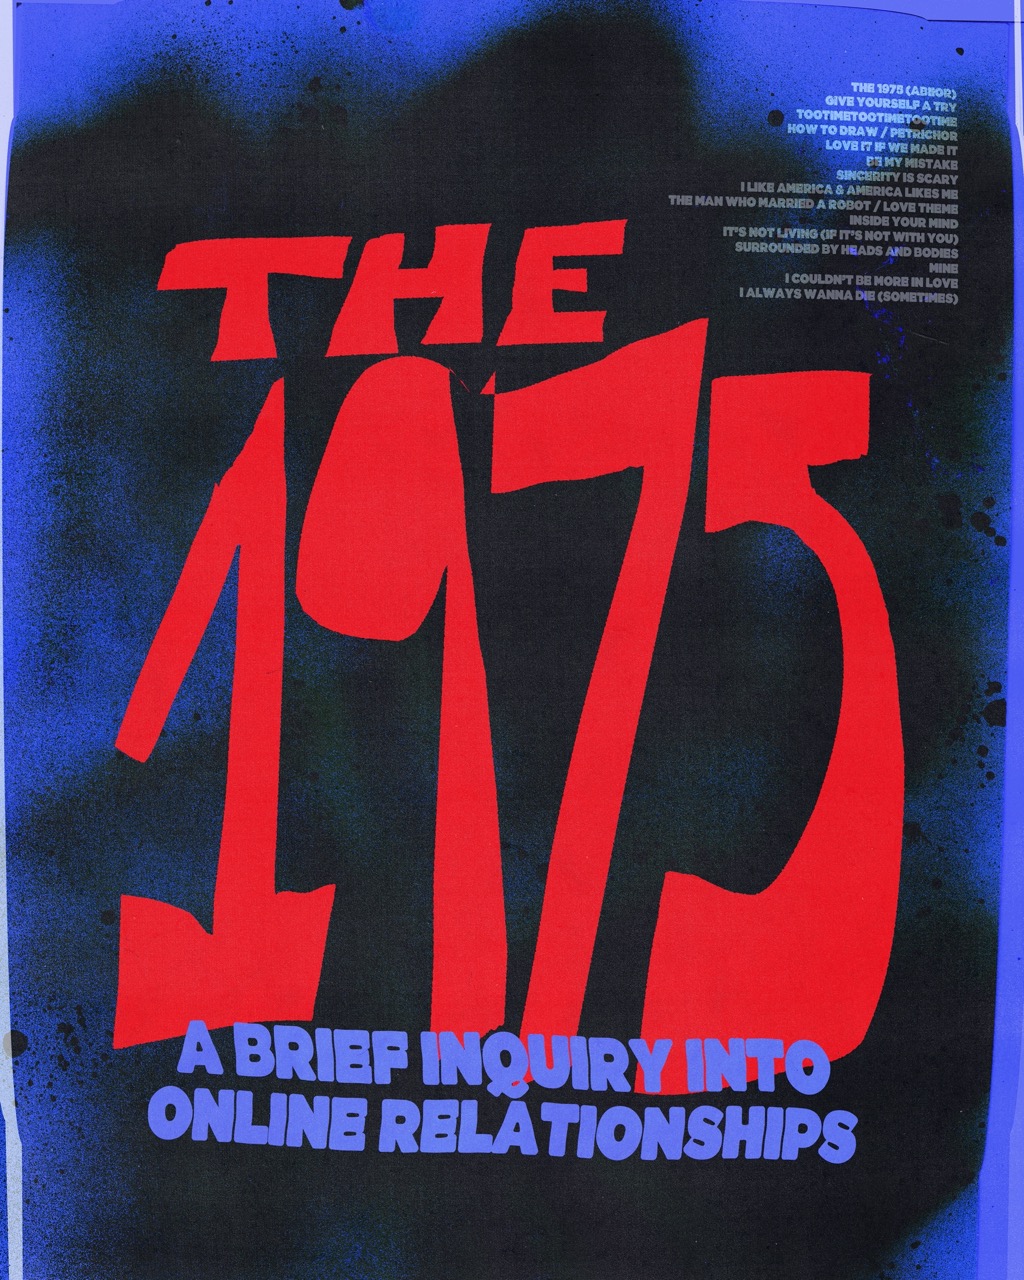 THE 1975 (ABIIOR)
GIVE YOURSELF A TRY
TOOTIMETOOTIMETOOTIME
HOW TO DRAW / PETRICHOR
LOVE IT IF WE MADE IT
BE MY MISTAKE
SINCERITY IS SCARY
I LIKE AMERICA & AMERICA LIKES ME
THE MAN WHO MARRIED A ROBOT / LOVE THEME
INSIDE YOUR MIND
IT'S NOT LIVING (IF IT'S NOT WITH YOU)
SURROUNDED BY HEADS AND BODIES
MINE
I COULDN'T BE MORE IN LOVE
I ALWAYS WANNA DIE (SOMETIMES)
THE
1975
A BRIEF INQUIRY INTO
ONLINE RELATIONSHIPS